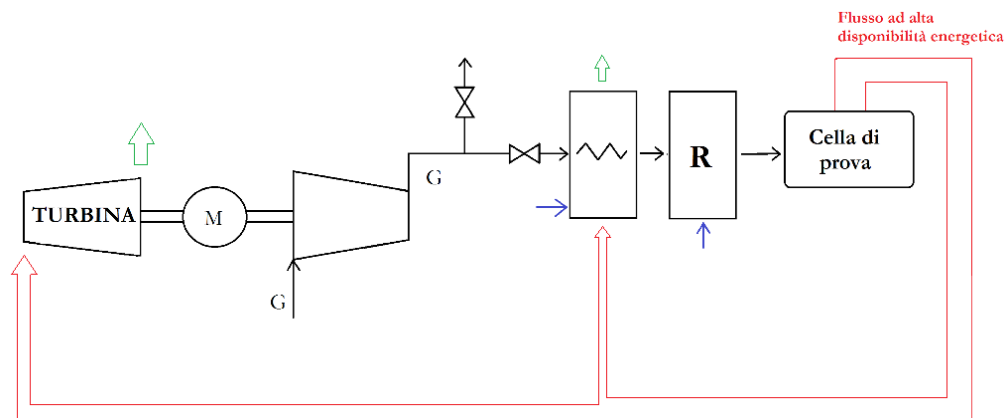 Flusso ad alta
disponibilità energetica
G
R
Cella di
prova
TURBINA
M
G